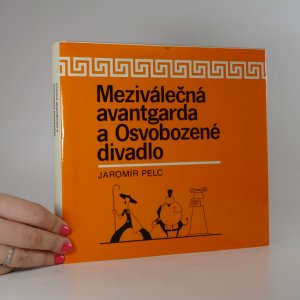 Meziválečná
avantgarda
a Osvobozené
divadlo
JAROMÍR PELC